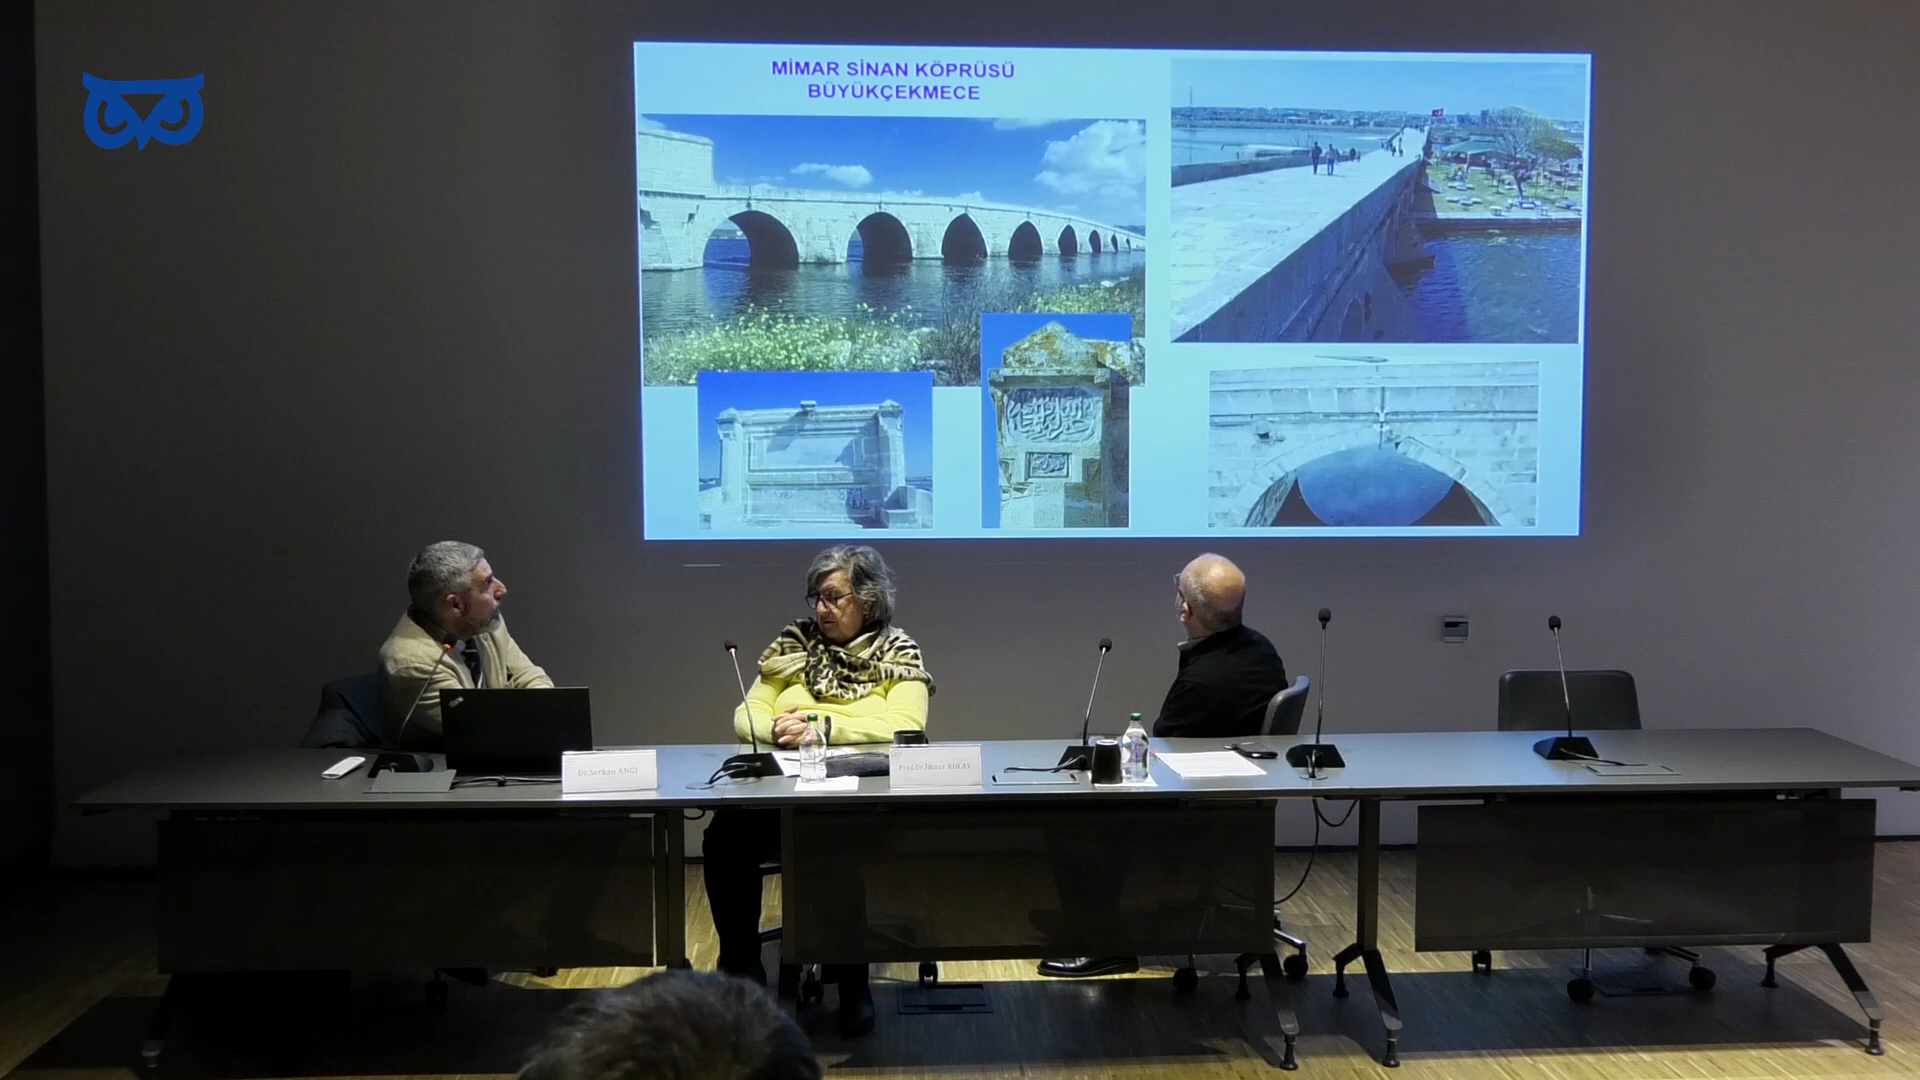 MİMAR SİNAN KÖPRÜSÜ
BÜYÜKÇEKMECE
Dr.Serkan ANGI
Prof.Dr.İlknur KOLAY